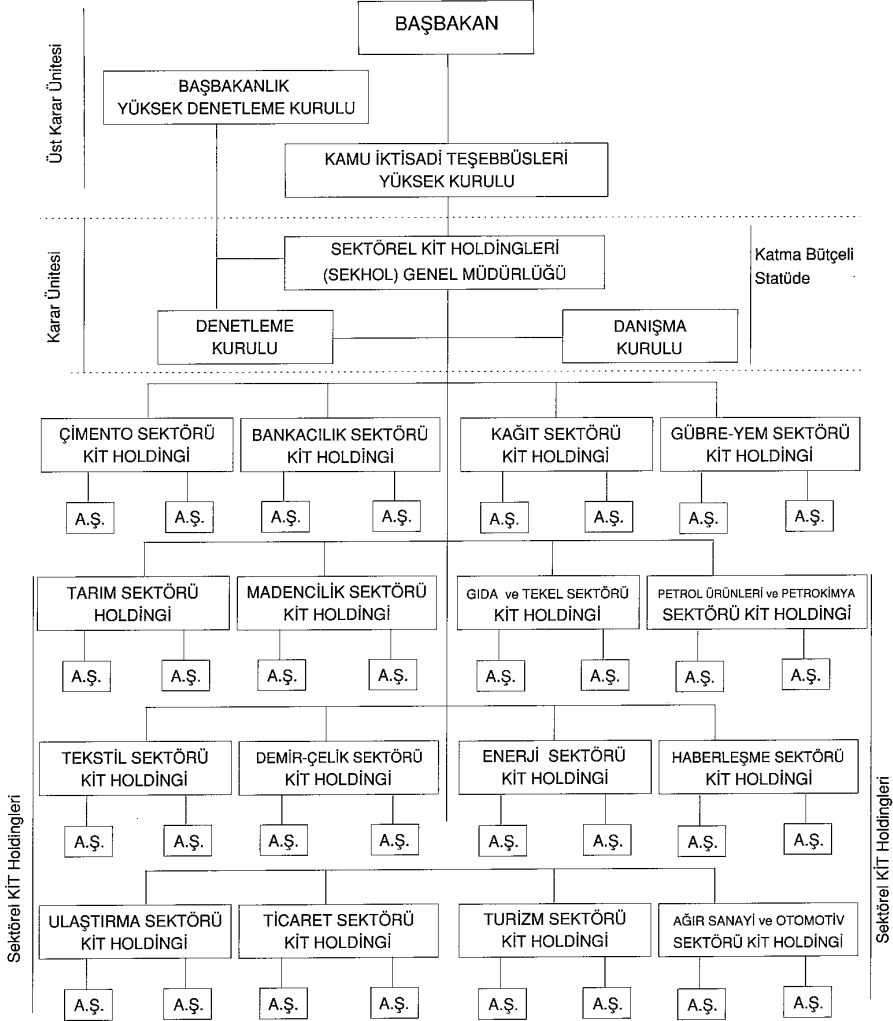 BAŞBAKAN
Üst Karar Ünitesi
BAŞBAKANLIK
YÜKSEK DENETLEME KURULU
KAMU İKTİSADİ TEŞEBBÜSLERİ
YÜKSEK KURULU
Karar Ünitesi
SEKTÖREL KİT HOLDİNGLERİ
(SEKHOL) GENEL MÜDÜRLÜĞÜ
Katma Bütçeli
Statüde
DENETLEME
KURULU
DANIŞMA
KURULU
ÇİMENTO SEKTÖRÜ
KİT HOLDİNGİ
BANKACILIK SEKTÖRÜ
KİT HOLDİNGİ
KAĞIT SEKTÖRÜ
KİT HOLDİNGİ
GÜBRE-YEM SEKTÖRÜ
KİT HOLDİNGİ
A.Ş. A.Ş. A.Ş. A.Ş. A.Ş. A.Ş. A.Ş. A.Ş.
Sektörel KİT Holdingleri
TARIM SEKTÖRÜ
HOLDİNGİ
MADENCİLİK SEKTÖRÜ
KİT HOLDİNGİ
GIDA ve TEKEL SEKTÖRÜ
KİT HOLDİNGİ
PETROL ÜRÜNLERİ ve PETROKİMYA
SEKTÖRÜ KİT HOLDİNGİ
A.Ş. A.Ş. A.Ş. A.Ş. A.Ş. A.Ş. A.Ş. A.Ş.
TEKSTİL SEKTÖRÜ
KİT HOLDİNGİ
DEMİR-ÇELİK SEKTÖRÜ
KİT HOLDİNGİ
ENERJİ SEKTÖRÜ
KİT HOLDİNGİ
HABERLEŞME SEKTÖRÜ
KİT HOLDİNGİ
A.Ş. A.Ş. A.Ş. A.Ş. A.Ş. A.Ş. A.Ş. A.Ş.
ULAŞTIRMA SEKTÖRÜ
KİT HOLDİNGİ
TİCARET SEKTÖRÜ
KİT HOLDİNGİ
TURİZM SEKTÖRÜ
KİT HOLDİNGİ
AĞIR SANAYİ ve OTOMOTİV
SEKTÖRÜ KİT HOLDİNGİ
A.Ş. A.Ş. A.Ş. A.Ş. A.Ş. A.Ş. A.Ş. A.Ş.
Sektörel KİT Holdingleri